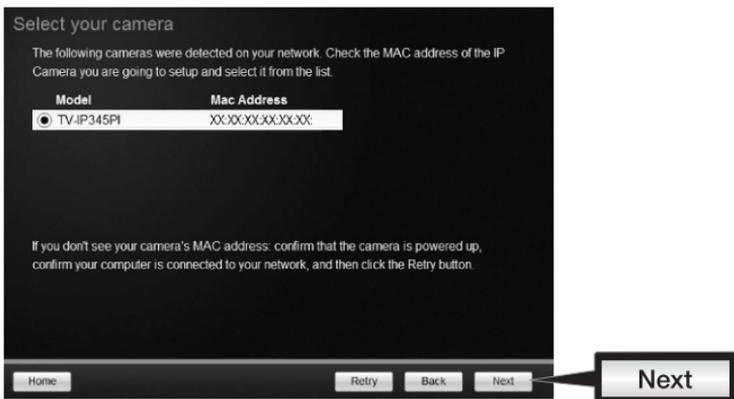 Select your camera
The following cameras were detected on your network. Check the MAC address of the IP
Camera you are going to setup and select it from the list.
Model Mac Address
TV-IP345PI XX:XX:XX:XX:XX:XX:
If you don't see your camera's MAC address: confirm that the camera is powered up,
confirm your computer is connected to your network, and then click the Retry button.
Home Retry Back Next
Next